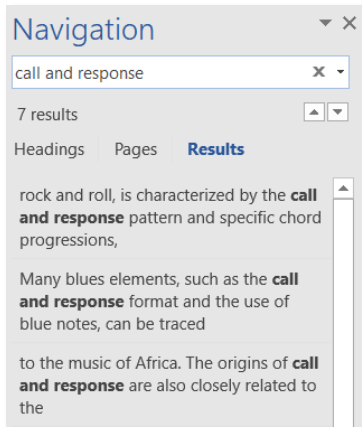 Navigation
call and response
7 results
Headings Pages Results
rock and roll, is characterized by the call
and response pattern and specific chord
progressions,
Many blues elements, such as the call
and response format and the use of
blue notes, can be traced
to the music of Africa. The origins of call
and response are also closely related to
the